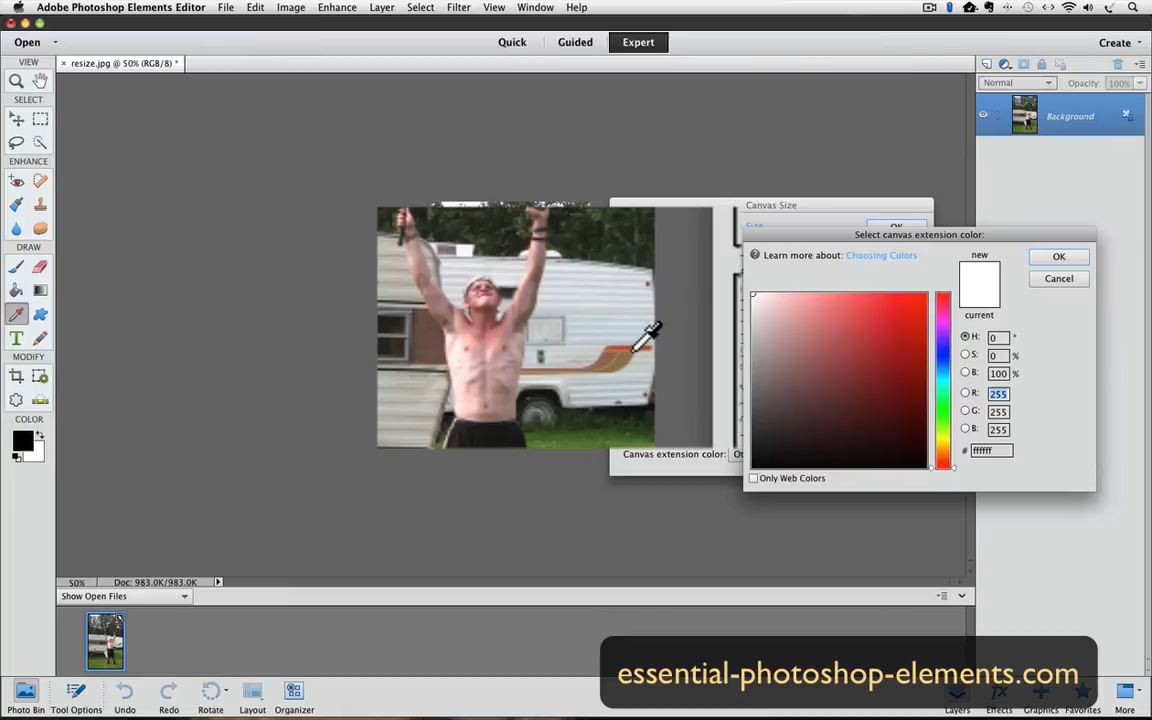 Adobe Photoshop Elements Editor File Edit Image Enhance Layer Select Filter View Window Help
Open Quick Guided Expert Create
VIEW × resize.jpg @ 50% (RGB/8) *
Normal Opacity: 100%
SELECT
Background
ENHANCE
Canvas Size
Size OK
Select canvas extension color:
DRAW
Learn more about: Choosing Colors new OK
Cancel
current
H: 0 °
T
S: 0 %
MODIFY
B: 100 %
R: 255
COLOR
G: 255
B: 255
# ffffff
Canvas extension color:
Only Web Colors
50% Doc: 983.0K/983.0K
Show Open Files
essential-photoshop-elements.com
Photo Bin Tool Options Undo Redo Rotate Layout Organizer Layers Effects Graphics Favorites More